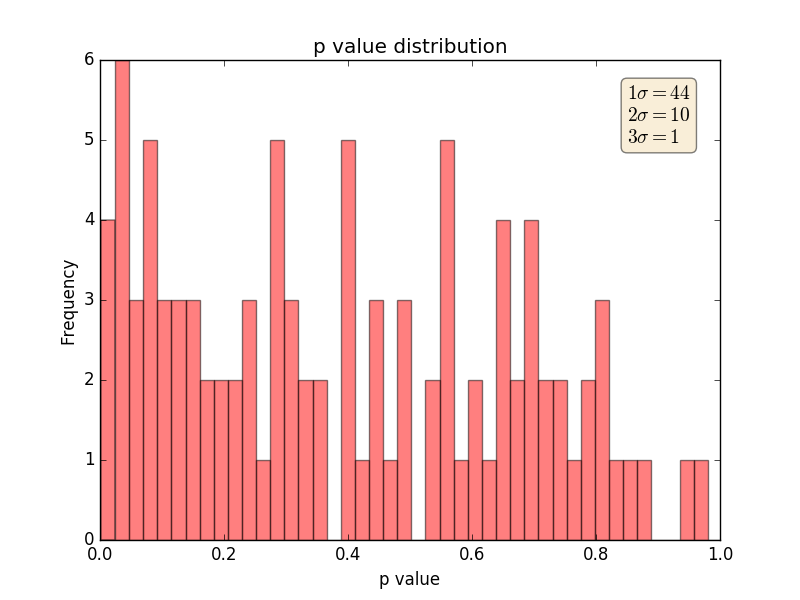 p value distribution
1σ = 44
2σ = 10
3σ = 1
6
5
4
3
2
1
0
Frequency
0.0 0.2 0.4 0.6 0.8 1.0
p value